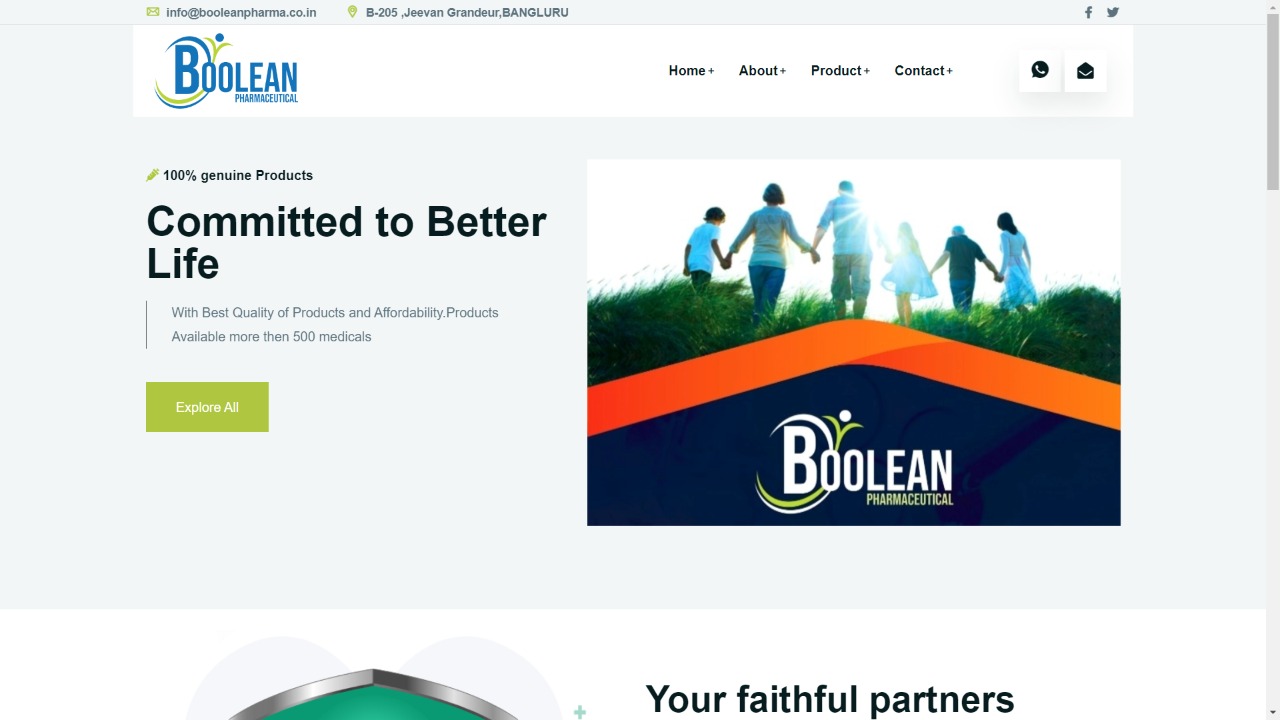 info@booleanpharma.co.in
B-205 ,Jeevan Grandeur,BANGLURU
BOOLEAN
PHARMACEUTICAL
Home +
About +
Product +
Contact +
100% genuine Products
Committed to Better
Life
With Best Quality of Products and Affordability.Products
Available more then 500 medicals
Explore All
BOOLEAN
PHARMACEUTICAL
Your faithful partners